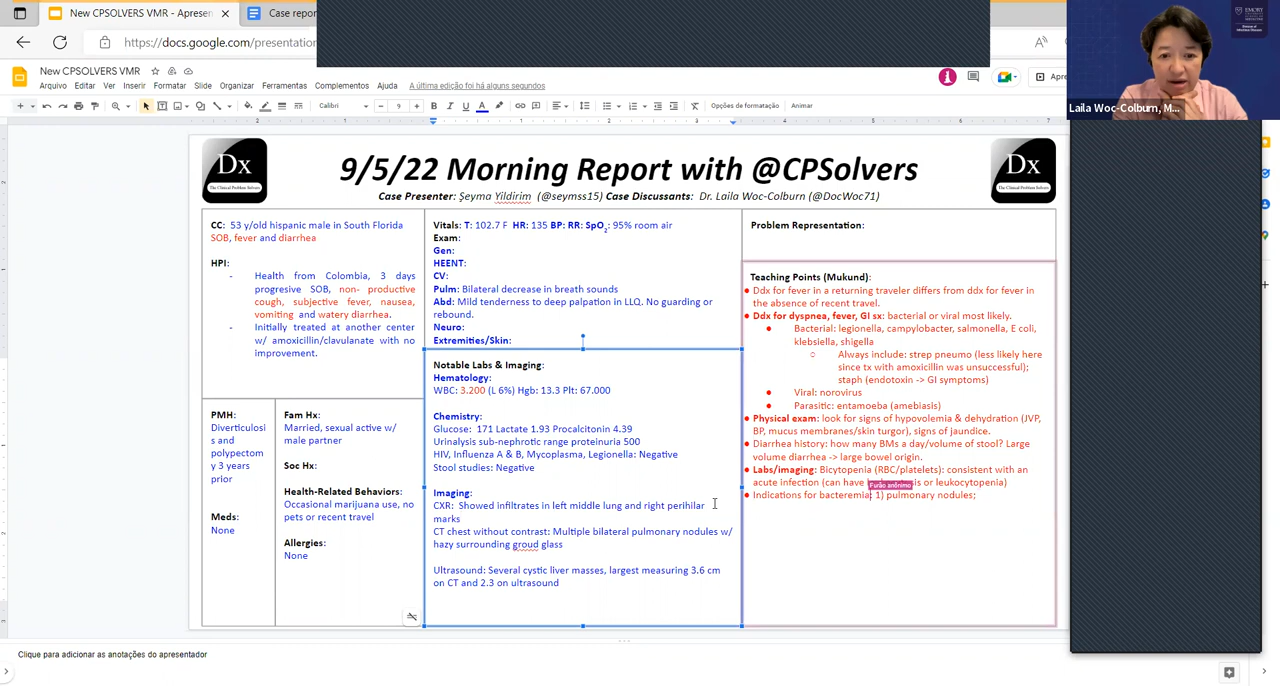 New CPSOLVERS VMR - Apresen
Case repor
https://docs.google.com/presentation
EMORY
New CPSOLVERS VMR
Arquivo Editar Ver Inserir Formatar Slide Organizar Ferramentas Complementos Ajuda A última edição foi há alguns segundos
Apre
Calibri
9
Opções de formatação
Animar
Laila Woc-Colburn, M...
Dx
The Clinical Problem Solvers
9/5/22 Morning Report with @CPSolvers
Case Presenter: Şeyma Yildirim (@seymss15) Case Discussants: Dr. Laila Woc-Colburn (@DocWoc71)
Dx
The Clinical Problem Solvers
CC: 53 y/old hispanic male in South Florida
SOB, fever and diarrhea
HPI:
- Health from Colombia, 3 days
progresive SOB, non- productive
cough, subjective fever, nausea,
vomiting and watery diarrhea.
- Initially treated at another center
w/ amoxicillin/clavulanate with no
improvement.
PMH:
Diverticulosi
s and
polypectom
y 3 years
prior
Meds:
None
Fam Hx:
Married, sexual active w/
male partner
Soc Hx:
Health-Related Behaviors:
Occasional marijuana use, no
pets or recent travel
Allergies:
None
Vitals: T: 102.7 F HR: 135 BP: RR: SpO2: 95% room air
Exam:
Gen:
HEENT:
CV:
Pulm: Bilateral decrease in breath sounds
Abd: Mild tenderness to deep palpation in LLQ. No guarding or
rebound.
Neuro:
Extremities/Skin:
Notable Labs & Imaging:
Hematology:
WBC: 3.200 (L 6%) Hgb: 13.3 Plt: 67.000
Chemistry:
Glucose: 171 Lactate 1.93 Procalcitonin 4.39
Urinalysis sub-nephrotic range proteinuria 500
HIV, Influenza A & B, Mycoplasma, Legionella: Negative
Stool studies: Negative
Imaging:
CXR: Showed infiltrates in left middle lung and right perihilar
marks
CT chest without contrast: Multiple bilateral pulmonary nodules w/
hazy surrounding groud glass
Ultrasound: Several cystic liver masses, largest measuring 3.6 cm
on CT and 2.3 on ultrasound
Problem Representation:
Teaching Points (Mukund):
● Ddx for fever in a returning traveler differs from ddx for fever in
the absence of recent travel.
● Ddx for dyspnea, fever, GI sx: bacterial or viral most likely.
● Bacterial: legionella, campylobacter, salmonella, E coli,
klebsiella, shigella
○ Always include: strep pneumo (less likely here
since tx with amoxicillin was unsuccessful);
staph (endotoxin -> GI symptoms)
● Viral: norovirus
● Parasitic: entamoeba (amebiasis)
● Physical exam: look for signs of hypovolemia & dehydration (JVP,
BP, mucus membranes/skin turgor), signs of jaundice.
● Diarrhea history: how many BMs a day/volume of stool? Large
volume diarrhea -> large bowel origin.
● Labs/imaging: Bicytopenia (RBC/platelets): consistent with an
acute infection (can have or leukocytopenia)
Furão anônimo
● Indications for bacteremia: 1) pulmonary nodules;
Clique para adicionar as anotações do apresentador